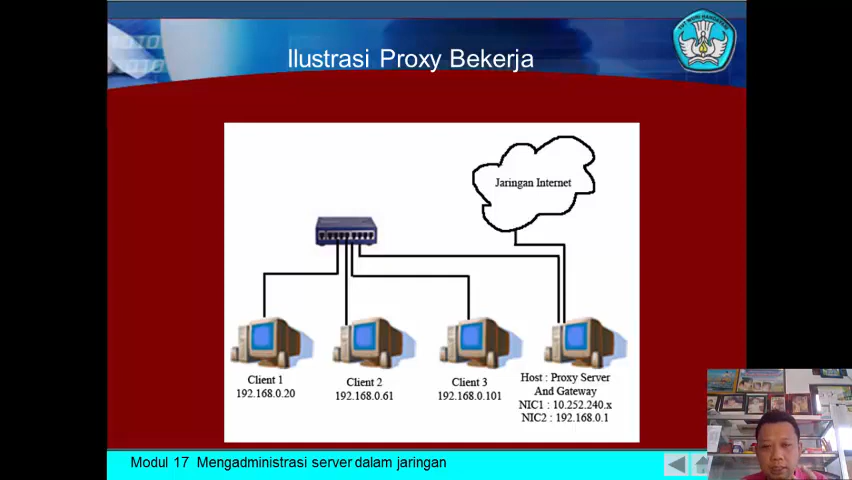 Ilustrasi Proxy Bekerja
Jaringan Internet
Client 1
192.168.0.20
Client 2
192.168.0.61
Client 3
192.168.0.101
Host : Proxy Server
And Gateway
NIC1 : 10.252.240.x
NIC2 : 192.168.0.1
Modul 17 Mengadministrasi server dalam jaringan